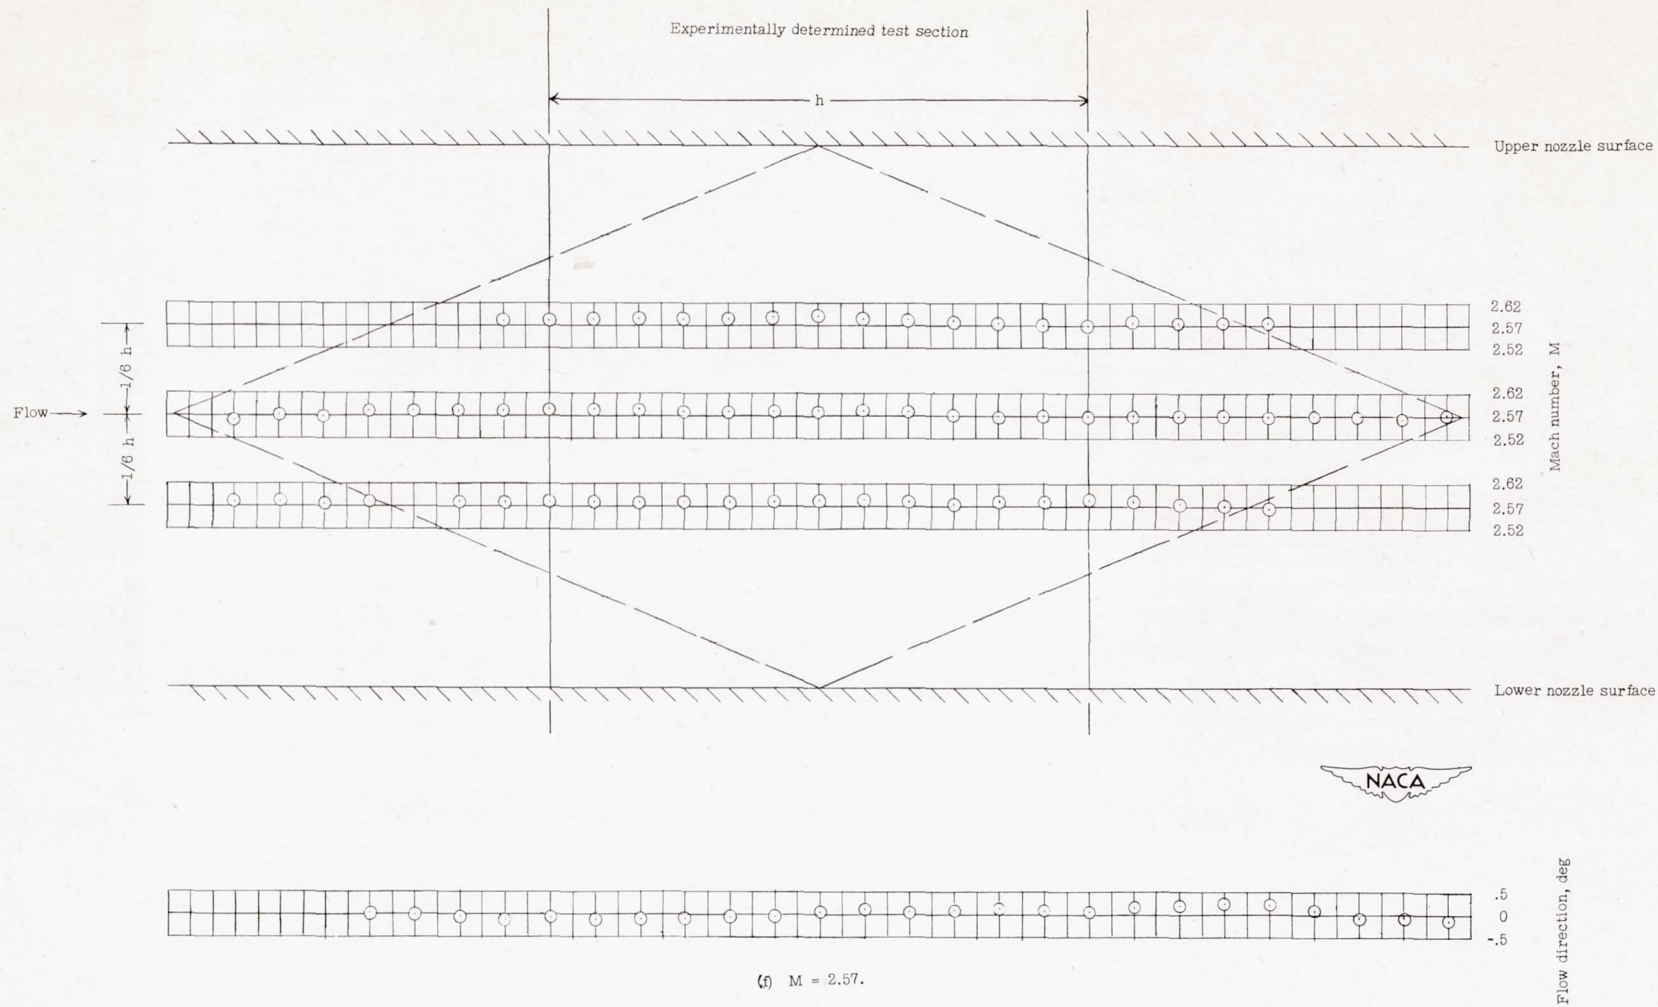 Experimentally determined test section
h
Upper nozzle surface
2.62
2.57
2.52
1/6 h
Flow
2.62
2.57
2.52
Mach number, M
1/6 h
2.62
2.57
2.52
Lower nozzle surface
NACA
.5
0
-.5
Flow direction, deg
(f) M = 2.57.